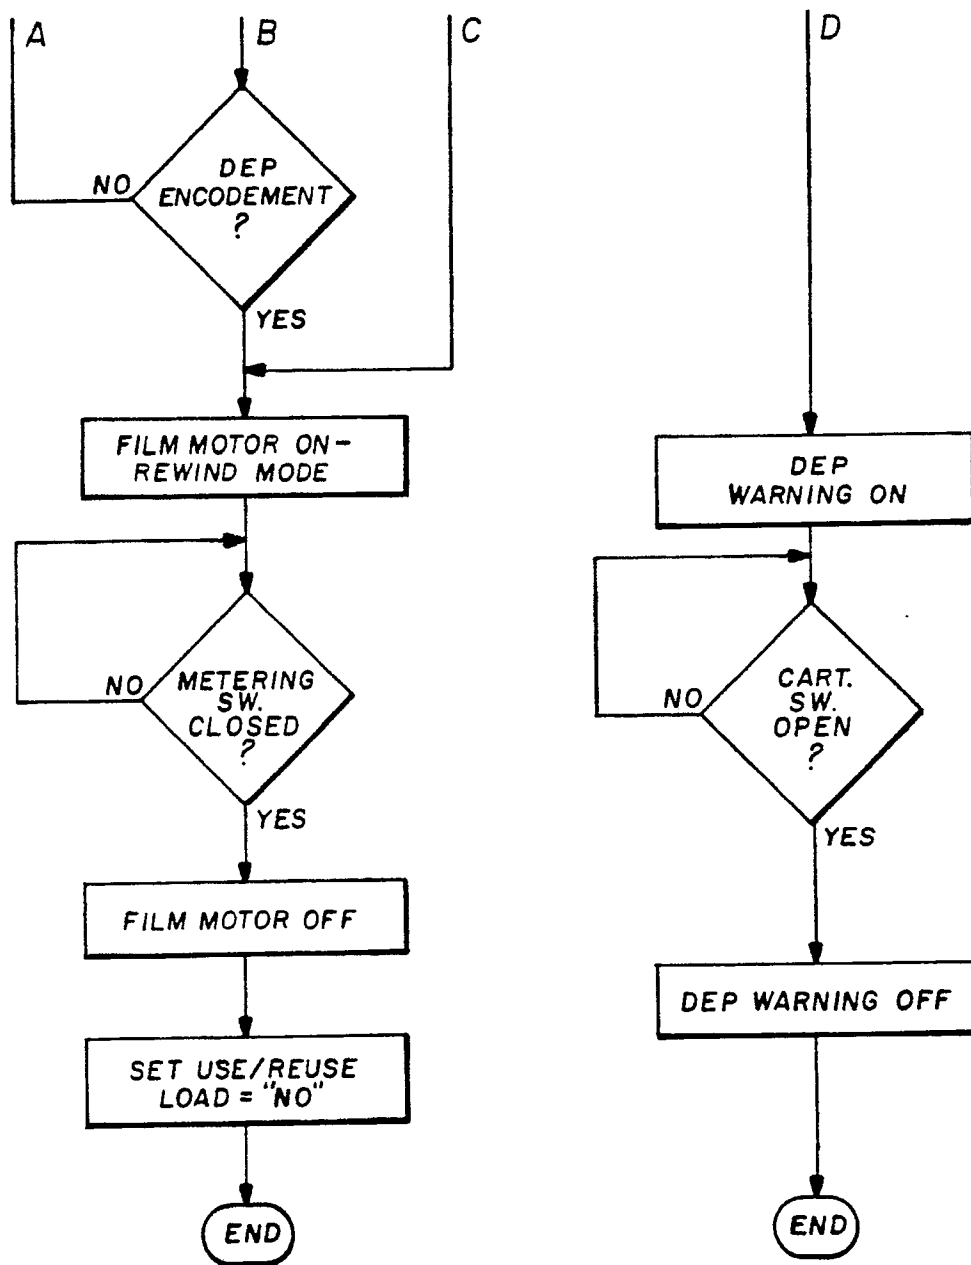 A
B
C
D
DEP
ENCODEMENT
?
NO
YES
FILM MOTOR ON-
REWIND MODE
METERING
SW.
CLOSED
?
NO
YES
FILM MOTOR OFF
SET USE/REUSE
LOAD = "NO"
END
DEP
WARNING ON
CART.
SW.
OPEN
?
NO
YES
DEP WARNING OFF
END